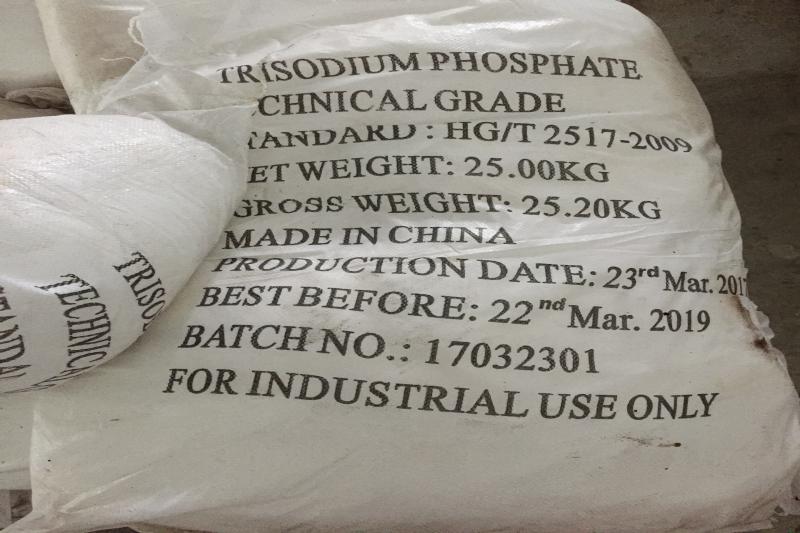 TRISODIUM PHOSPHATE
CHNICAL GRADE
TANDARD : HG/T 2517-2009
ET WEIGHT: 25.00KG
GROSS WEIGHT: 25.20KG
MADE IN CHINA
PRODUCTION DATE: 23rd Mar. 201
BEST BEFORE: 22nd Mar. 2019
BATCH NO.: 17032301
FOR INDUSTRIAL USE ONLY
TRISO
TECHNIC
STANDA